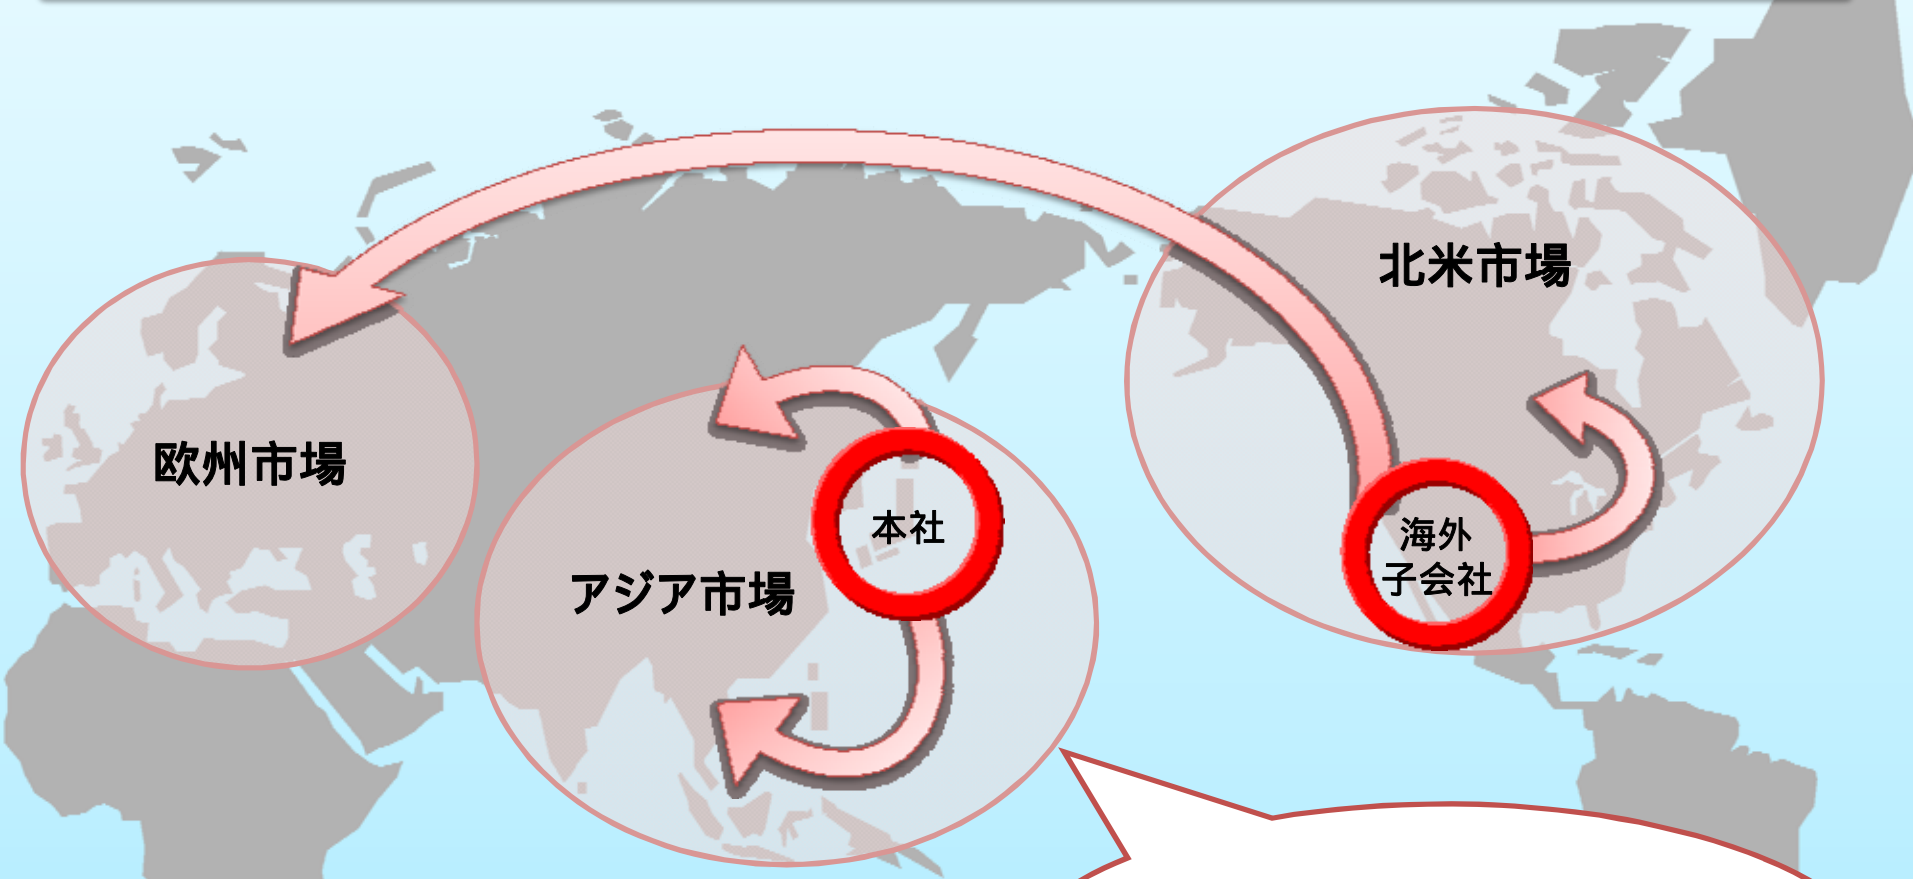 北米市場
欧州市場
本社
海外
子会社
アジア市場